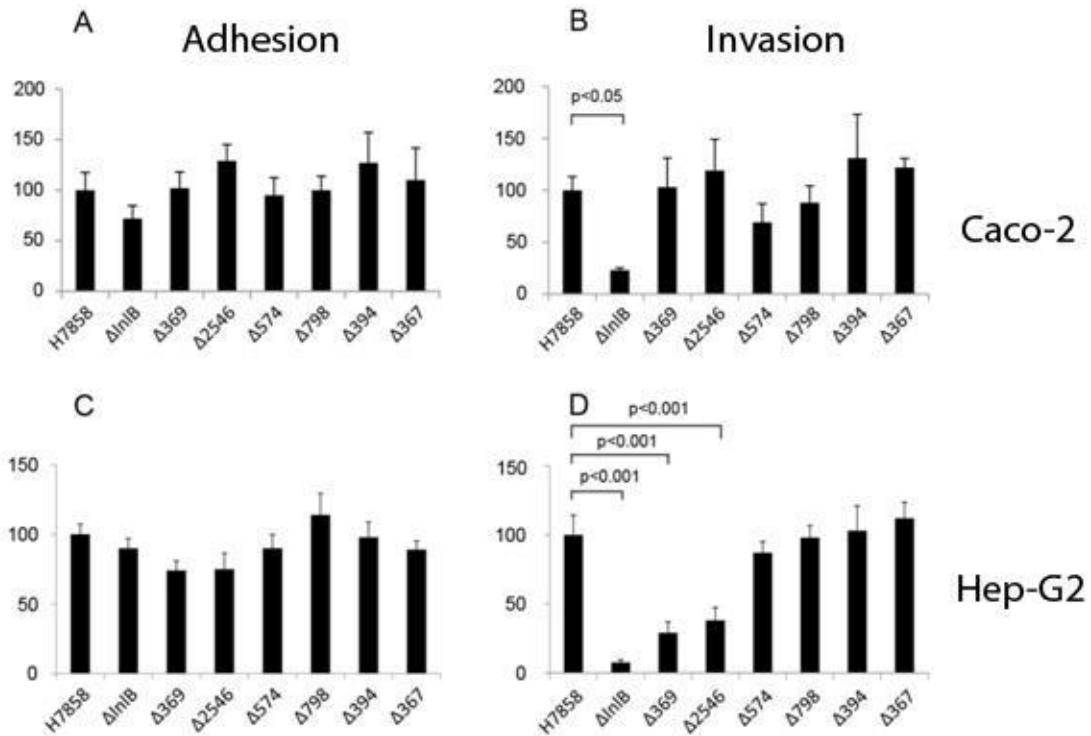 A
Adhesion
200
150
100
50
0
H7858
ΔInlB
Δ369
Δ2546
Δ574
Δ798
Δ394
Δ367
B
Invasion
p<0.05
200
150
100
50
0
H7858
ΔInlB
Δ369
Δ2546
Δ574
Δ798
Δ394
Δ367
Caco-2
C
150
100
50
0
H7858
ΔInlB
Δ369
Δ2546
Δ574
Δ798
Δ394
Δ367
D
p<0.001
p<0.001
p<0.001
150
100
50
0
H7858
ΔInlB
Δ369
Δ2546
Δ574
Δ798
Δ394
Δ367
Hep-G2